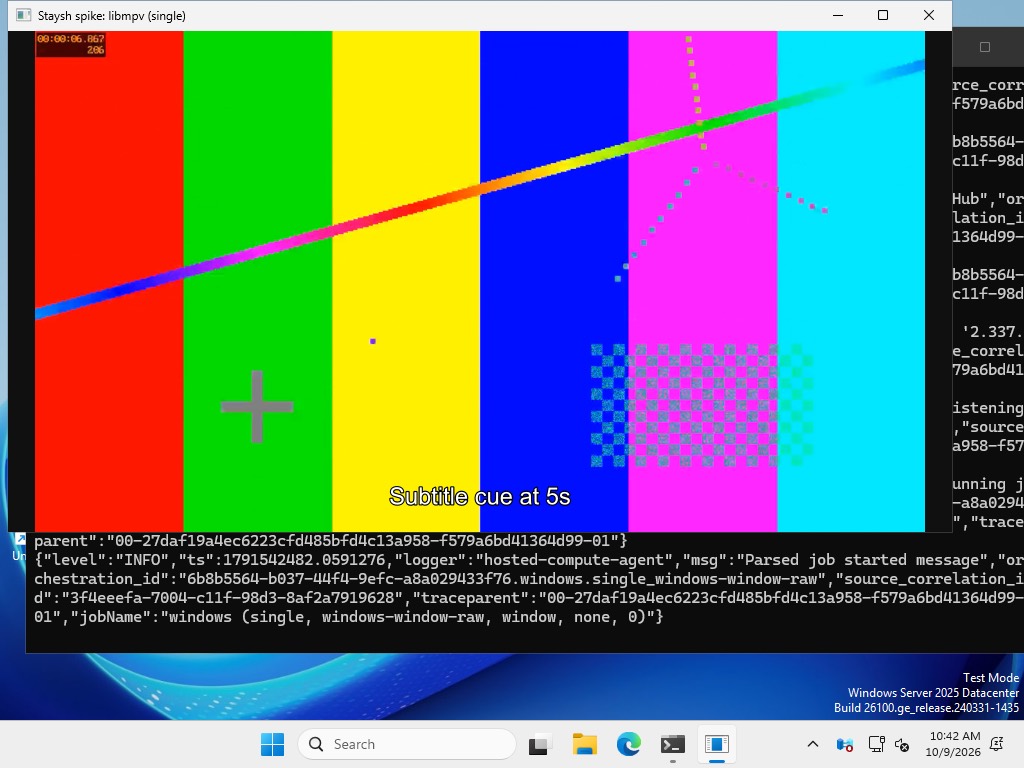 Staysh spike: libmpv (single)
00:00:06.867
206
rce_corr
f579a6bd
b8b5564-
c11f-98d
Hub","or
lation_i
1364d99-
b8b5564-
c11f-98d
'2.337.
e_correl
79a6bd41
istening
,"source
a958-f57
unning j
-a8a0294
","trace
Subtitle cue at 5s
Un
parent":"00-27daf19a4ec6223cfd485bfd4c13a958-f579a6bd41364d99-01"}
{"level":"INFO","ts":1791542482.0591276,"logger":"hosted-compute-agent","msg":"Parsed job started message","or
chestration_id":"6b8b5564-b037-44f4-9efc-a8a029433f76.windows.single_windows-window-raw","source_correlation_i
d":"3f4eeefa-7004-c11f-98d3-8af2a7919628","traceparent":"00-27daf19a4ec6223cfd485bfd4c13a958-f579a6bd41364d99-
01","jobName":"windows (single, windows-window-raw, window, none, 0)"}
Test Mode
Windows Server 2025 Datacenter
Build 26100.ge_release.240331-1435
Search
10:42 AM
10/9/2026